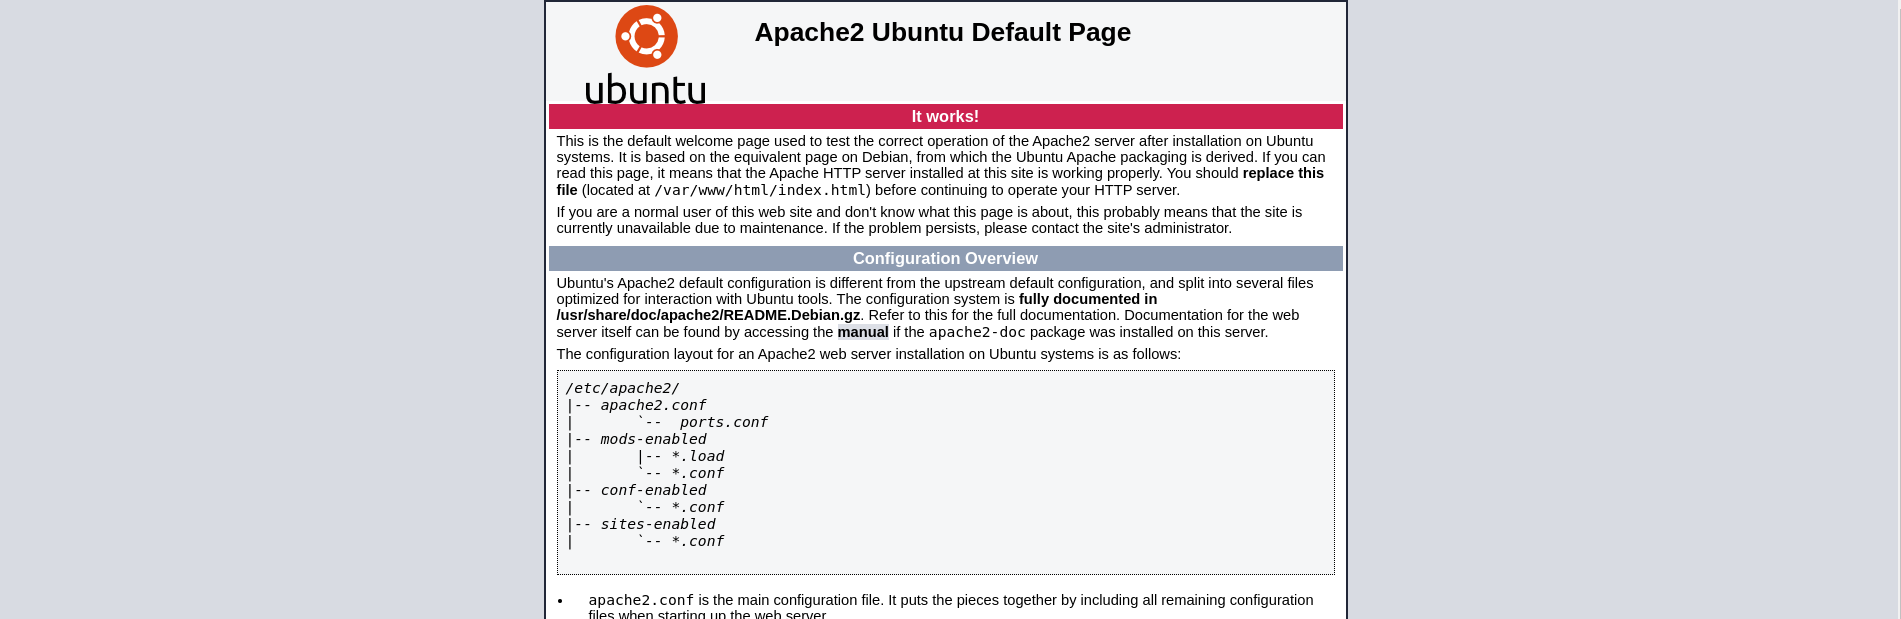 ubuntu
Apache2 Ubuntu Default Page
It works!
This is the default welcome page used to test the correct operation of the Apache2 server after installation on Ubuntu
systems. It is based on the equivalent page on Debian, from which the Ubuntu Apache packaging is derived. If you can
read this page, it means that the Apache HTTP server installed at this site is working properly. You should replace this
file (located at /var/www/html/index.html) before continuing to operate your HTTP server.
If you are a normal user of this web site and don't know what this page is about, this probably means that the site is
currently unavailable due to maintenance. If the problem persists, please contact the site's administrator.
Configuration Overview
Ubuntu's Apache2 default configuration is different from the upstream default configuration, and split into several files
optimized for interaction with Ubuntu tools. The configuration system is fully documented in
/usr/share/doc/apache2/README.Debian.gz. Refer to this for the full documentation. Documentation for the web
server itself can be found by accessing the manual if the apache2-doc package was installed on this server.
The configuration layout for an Apache2 web server installation on Ubuntu systems is as follows:
/etc/apache2/
|-- apache2.conf
|       `--  ports.conf
|-- mods-enabled
|       |-- *.load
|       `-- *.conf
|-- conf-enabled
|       `-- *.conf
|-- sites-enabled
|       `-- *.conf
• apache2.conf is the main configuration file. It puts the pieces together by including all remaining configuration
files when starting up the web server.